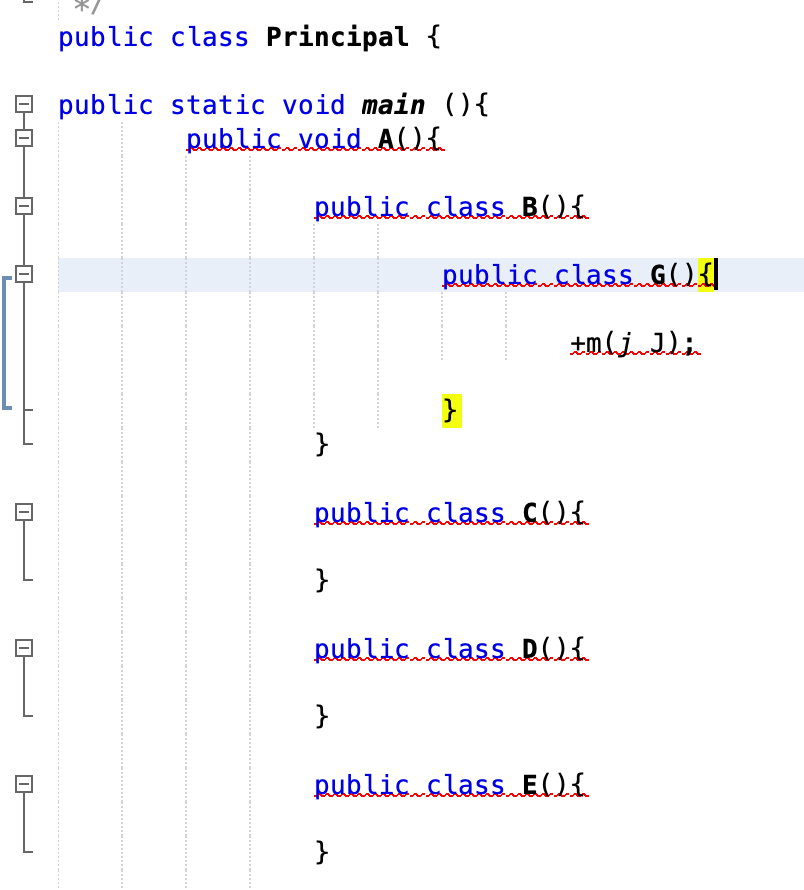 */
public class Principal {
public static void main (){
public void A(){
public class B(){
public class G(){
+m(j J);
}
}
public class C(){
}
public class D(){
}
public class E(){
}